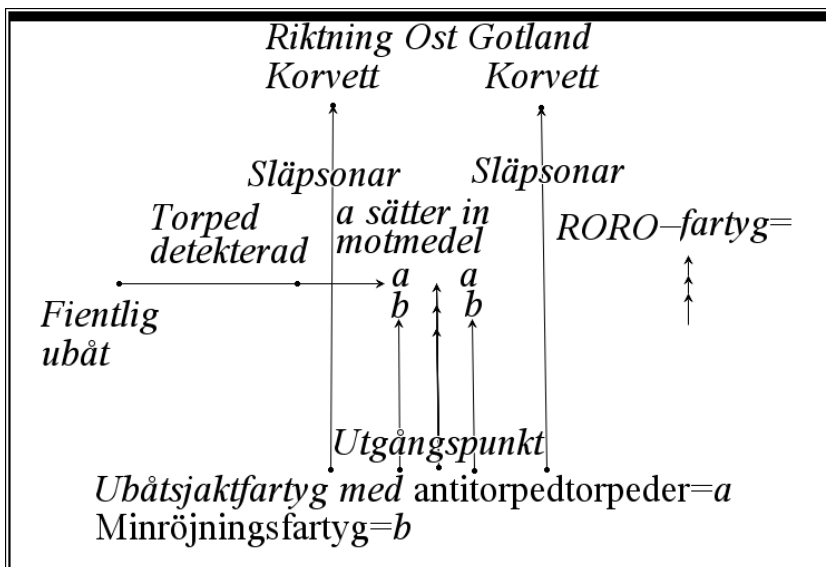 Riktning Ost Gotland
Korvett Korvett
Släpsonar Släpsonar
Torped a sätter in RORO–fartyg=
detekterad motmedel
a a
b b
Fientlig
ubåt
Utgångspunkt
Ubåtsjaktfartyg med antitorpedtorpeder=a
Minröjningsfartyg=b